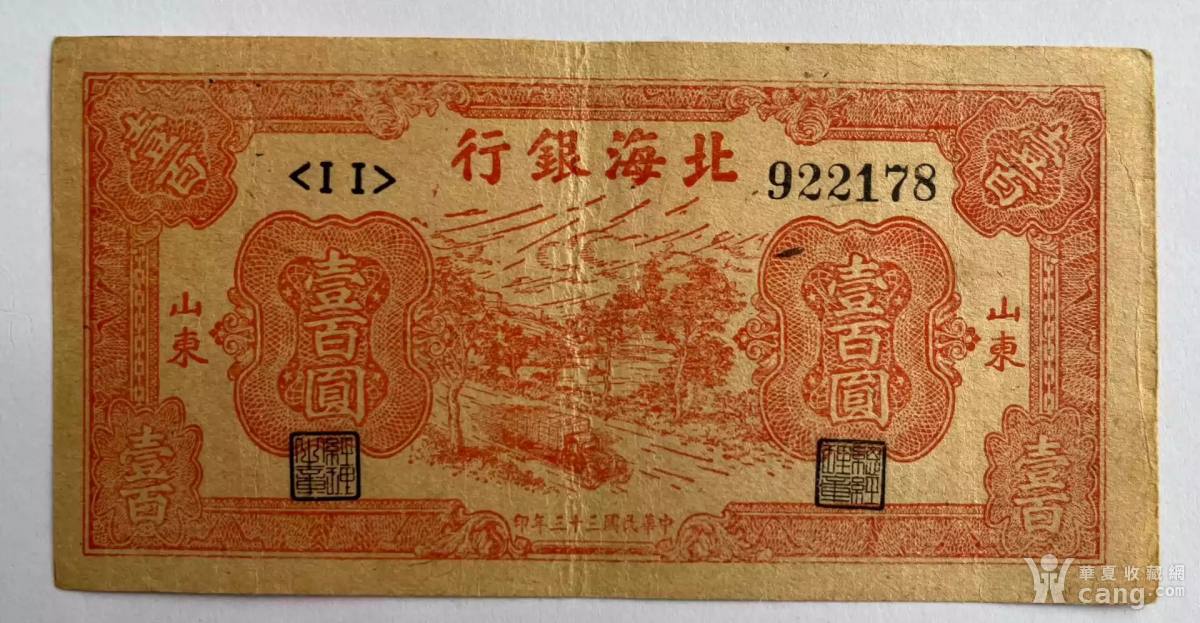 北海銀行
<I I>
922178
壹百
壹百
壹百圓
壹百圓
山東
山東
壹百
壹百
中華民國三十三年印
華夏收藏網
cang.com